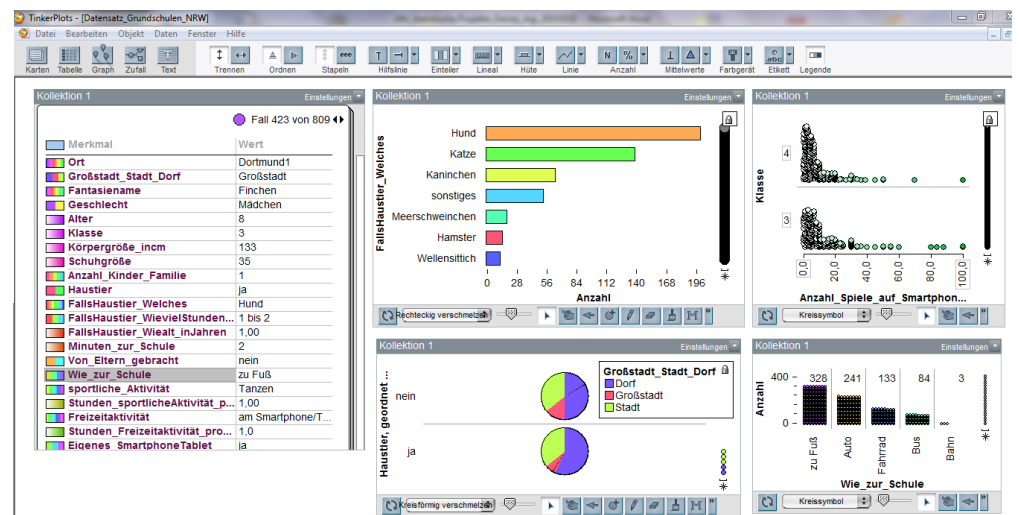 TinkerPlots - [Datensatz_Grundschulen_NRW]
Datei Bearbeiten Objekt Daten Fenster Hilfe
Karten Tabelle Graph Zufall Text Trennen Ordnen Stapeln Hilfslinie Einteiler Lineal Hüte Linie Anzahl Mittelwerte Farbgerät Etikett Legende
Kollektion 1 Einstellungen
Fall 423 von 809
Merkmal Wert
Ort Dortmund1
Großstadt_Stadt_Dorf Großstadt
Fantasiename Finchen
Geschlecht Mädchen
Alter 8
Klasse 3
Körpergröße_incm 133
Schuhgröße 35
Anzahl_Kinder_Familie 1
Haustier ja
FallsHaustier_Welches Hund
FallsHaustier_WievielStunden... 1 bis 2
FallsHaustier_Wiealt_inJahren 1,00
Minuten_zur_Schule 2
Von_Eltern_gebracht nein
Wie_zur_Schule zu Fuß
sportliche_Aktivität Tanzen
Stunden_sportlicheAktivität_p... 1,00
Freizeitaktivität am Smartphone/T...
Stunden_Freizeitaktivität_pro... 1,0
Eigenes_SmartphoneTablet ja
Kollektion 1 Einstellungen
FallsHaustier_Welches
Hund
Katze
Kaninchen
sonstiges
Meerschweinchen
Hamster
Wellensittich
0 28 56 84 112 140 168 196
Anzahl
Rechteckig verschmelzen
Kollektion 1 Einstellungen
Klasse
4
3
0,0 20,0 40,0 60,0 80,0 100,0
Anzahl_Spiele_auf_Smartphon...
Kreissymbol
Kollektion 1 Einstellungen
Haustier, geordnet ...
nein
ja
Großstadt_Stadt_Dorf
Dorf
Großstadt
Stadt
Kreisförmig verschmelzen
Kollektion 1 Einstellungen
Anzahl
400
0
328 241 133 84 3
zu Fuß Auto Fahrrad Bus Bahn
Wie_zur_Schule
Kreissymbol